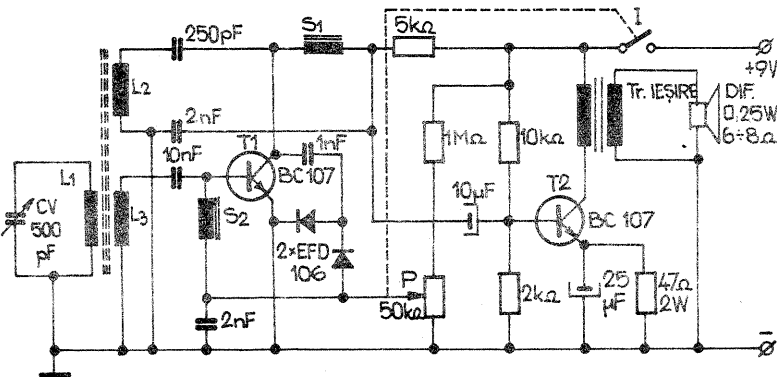 250pF
S1
5kΩ
I
+9V
L2
2nF
10nF
T1
1nF
BC107
1MΩ
10kΩ
Tr. IEȘIRE
DIF.
0,25W
6÷8Ω
L1
CV
500
pF
L3
S2
2×EFD
106
10µF
T2
BC 107
P
50kΩ
2kΩ
25
µF
47Ω
2W
2nF